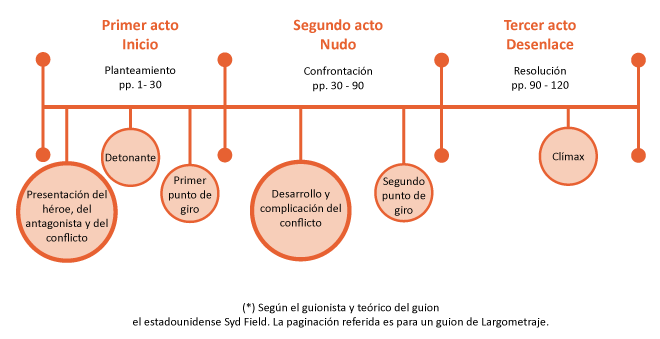 Primer acto
Inicio
Segundo acto
Nudo
Tercer acto
Desenlace
Planteamiento
pp. 1- 30
Confrontación
pp. 30 - 90
Resolución
pp. 90 - 120
Presentación del
héroe, del
antagonista y del
conflicto
Detonante
Primer
punto de
giro
Desarrollo y
complicación del
conflicto
Segundo
punto de
giro
Clímax
(*) Según el guionista y teórico del guion
el estadounidense Syd Field. La paginación referida es para un guion de Largometraje.